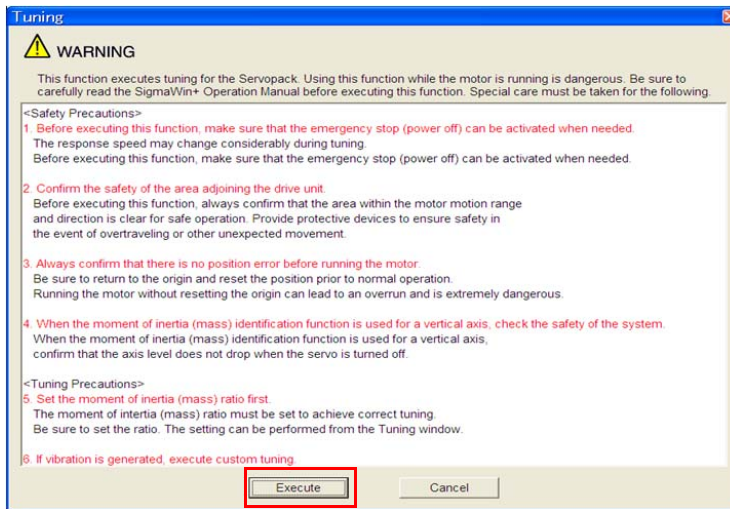 Tuning
WARNING
This function executes tuning for the Servopack. Using this function while the motor is running is dangerous. Be sure to
carefully read the SigmaWin+ Operation Manual before executing this function. Special care must be taken for the following.
<Safety Precautions>
1. Before executing this function, make sure that the emergency stop (power off) can be activated when needed.
The response speed may change considerably during tuning.
Before executing this function, make sure that the emergency stop (power off) can be activated when needed.
2. Confirm the safety of the area adjoining the drive unit.
Before executing this function, always confirm that the area within the motor motion range
and direction is clear for safe operation. Provide protective devices to ensure safety in
the event of overtraveling or other unexpected movement.
3. Always confirm that there is no position error before running the motor.
Be sure to return to the origin and reset the position prior to normal operation.
Running the motor without resetting the origin can lead to an overrun and is extremely dangerous.
4. When the moment of inertia (mass) identification function is used for a vertical axis, check the safety of the system.
When the moment of inertia (mass) identification function is used for a vertical axis,
confirm that the axis level does not drop when the servo is turned off.
<Tuning Precautions>
5. Set the moment of inertia (mass) ratio first.
The moment of intertia (mass) ratio must be set to achieve correct tuning.
Be sure to set the ratio. The setting can be performed from the Tuning window.
6. If vibration is generated, execute custom tuning.
Execute
Cancel